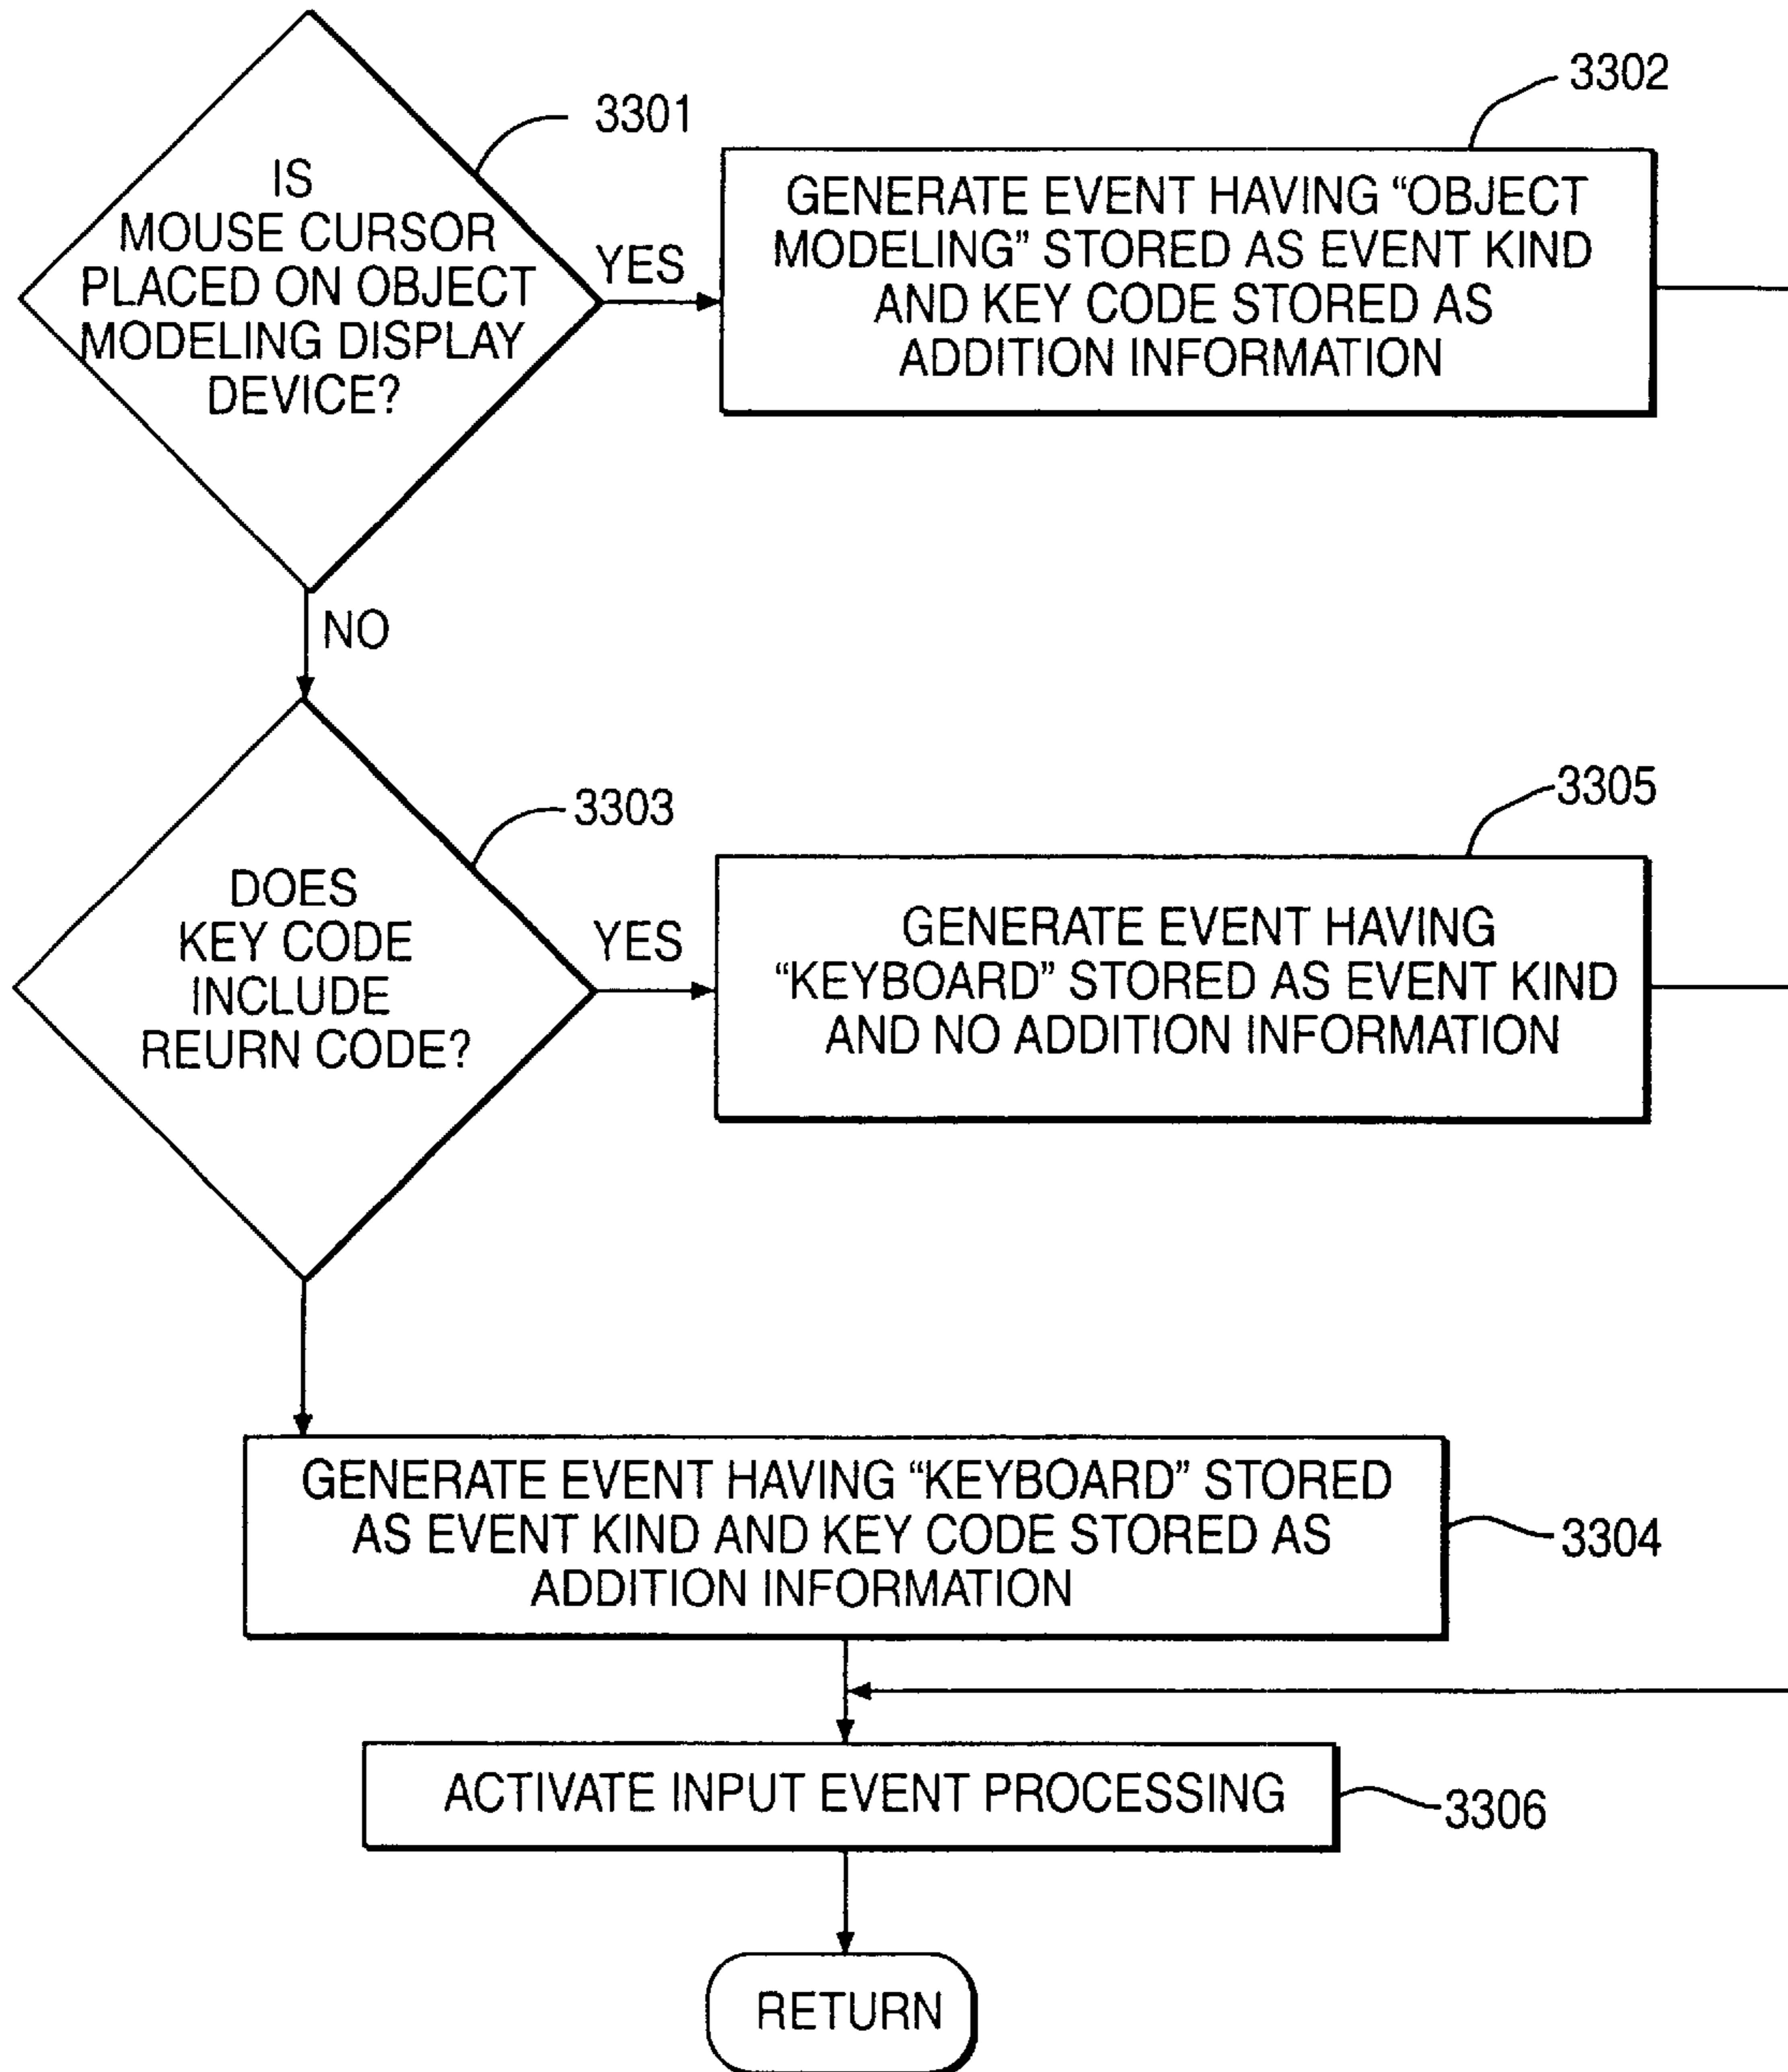 3301
IS
MOUSE CURSOR
PLACED ON OBJECT
MODELING DISPLAY
DEVICE?
YES
3302
GENERATE EVENT HAVING “OBJECT
MODELING” STORED AS EVENT KIND
AND KEY CODE STORED AS
ADDITION INFORMATION
NO
3303
DOES
KEY CODE
INCLUDE
REURN CODE?
YES
3305
GENERATE EVENT HAVING
“KEYBOARD” STORED AS EVENT KIND
AND NO ADDITION INFORMATION
GENERATE EVENT HAVING “KEYBOARD” STORED
AS EVENT KIND AND KEY CODE STORED AS
ADDITION INFORMATION
3304
ACTIVATE INPUT EVENT PROCESSING
3306
RETURN